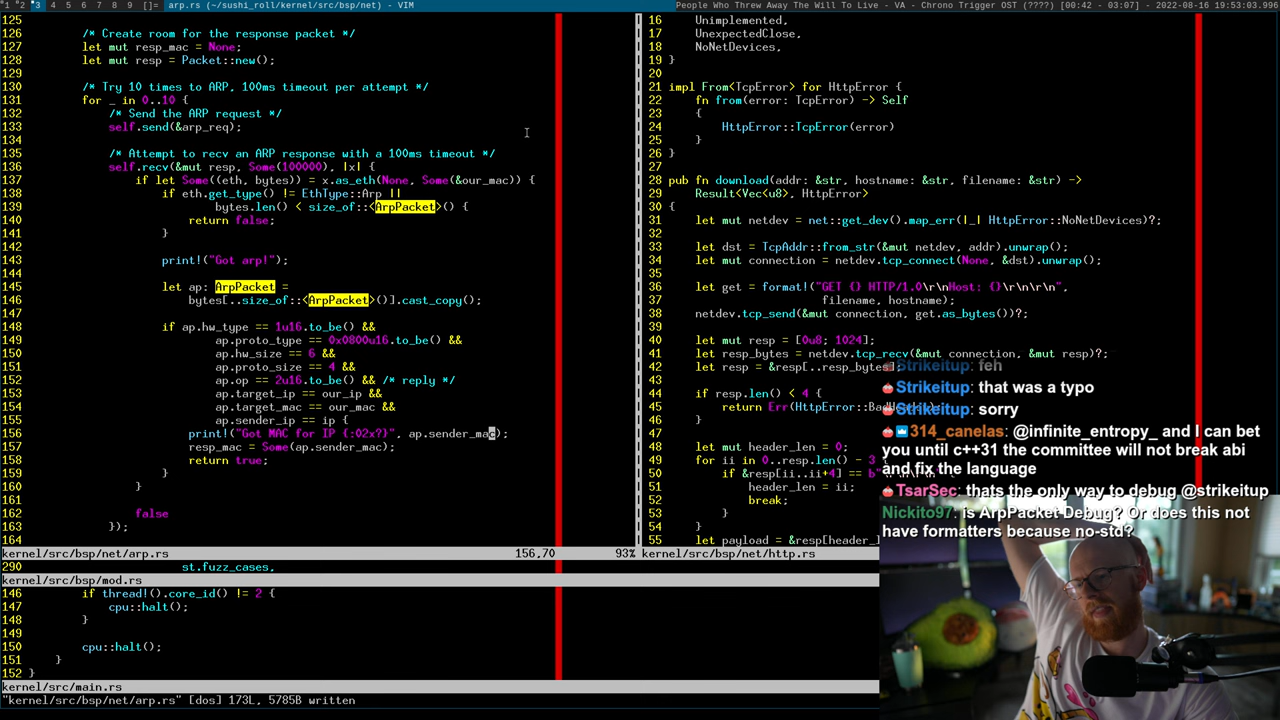 *1 *2 *3 4 5 6 7 8 9 []= arp.rs (~/sushi_roll/kernel/src/bsp/net) - VIM
People Who Threw Away The Will To Live - VA - Chrono Trigger OST (????) [00:42 - 03:07] - 2022-08-16 19:53:03.996
125
126 /* Create room for the response packet */
127 let mut resp_mac = None;
128 let mut resp = Packet::new();
129
130 /* Try 10 times to ARP, 100ms timeout per attempt */
131 for _ in 0..10 {
132 /* Send the ARP request */
133 self.send(&arp_req);
134
135 /* Attempt to recv an ARP response with a 100ms timeout */
136 self.recv(&mut resp, Some(100000), |x| {
137 if let Some((eth, bytes)) = x.as_eth(None, Some(&our_mac)) {
138 if eth.get_type() != EthType::Arp ||
139 bytes.len() < size_of::<ArpPacket>() {
140 return false;
141 }
142
143 print!("Got arp!");
144
145 let ap: ArpPacket =
146 bytes[..size_of::<ArpPacket>()].cast_copy();
147
148 if ap.hw_type == 1u16.to_be() &&
149 ap.proto_type == 0x0800u16.to_be() &&
150 ap.hw_size == 6 &&
151 ap.proto_size == 4 &&
152 ap.op == 2u16.to_be() && /* reply */
153 ap.target_ip == our_ip &&
154 ap.target_mac == our_mac &&
155 ap.sender_ip == ip {
156 print!("Got MAC for IP {:02x?}", ap.sender_mac);
157 resp_mac = Some(ap.sender_mac);
158 return true;
159 }
160 }
161
162 false
163 });
164
kernel/src/bsp/net/arp.rs 156,70 93%
290 st.fuzz_cases,
kernel/src/bsp/mod.rs
146 if thread!().core_id() != 2 {
147 cpu::halt();
148 }
149
150 cpu::halt();
151 }
152 }
kernel/src/main.rs
"kernel/src/bsp/net/arp.rs" [dos] 173L, 5785B written
16 Unimplemented,
17 UnexpectedClose,
18 NoNetDevices,
19 }
20
21 impl From<TcpError> for HttpError {
22 fn from(error: TcpError) -> Self
23 {
24 HttpError::TcpError(error)
25 }
26 }
27
28 pub fn download(addr: &str, hostname: &str, filename: &str) ->
29 Result<Vec<u8>, HttpError>
30 {
31 let mut netdev = net::get_dev().map_err(|_| HttpError::NoNetDevices)?;
32
33 let dst = TcpAddr::from_str(&mut netdev, addr).unwrap();
34 let mut connection = netdev.tcp_connect(None, &dst).unwrap();
35
36 let get = format!("GET {} HTTP/1.0\r\nHost: {}\r\n\r\n",
37 filename, hostname);
38 netdev.tcp_send(&mut connection, get.as_bytes())?;
39
40 let mut resp = [0u8; 1024];
41 let resp_bytes = netdev.tcp_recv(&mut connection, &mut resp)?;
42 let resp = &resp[..resp_bytes];
43
44 if resp.len() < 4 {
45 return Err(HttpError::
46 }
47
48 let mut header_len = 0;
49 for ii in 0..resp.len() - 3
50 if &resp[ii..ii+4] == b"
51 header_len = ii;
52 break;
53 }
54 }
55 let payload = &resp[header_
kernel/src/bsp/net/http.rs
Strikeitup: feh
Strikeitup: that was a typo
Strikeitup: sorry
314_canelas: @infinite_entropy_ and I can bet
you until c++31 the committee will not break abi
and fix the language
TsarSec: thats the only way to debug @strikeitup
Nickito97: is ArpPacket Debug? Or does this not
have formatters because no-std?